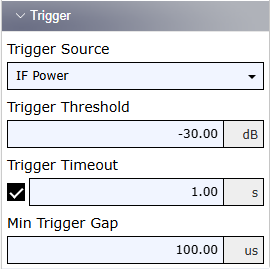 Trigger
Trigger Source
IF Power
Trigger Threshold
-30.00 dB
Trigger Timeout
1.00 s
Min Trigger Gap
100.00 us